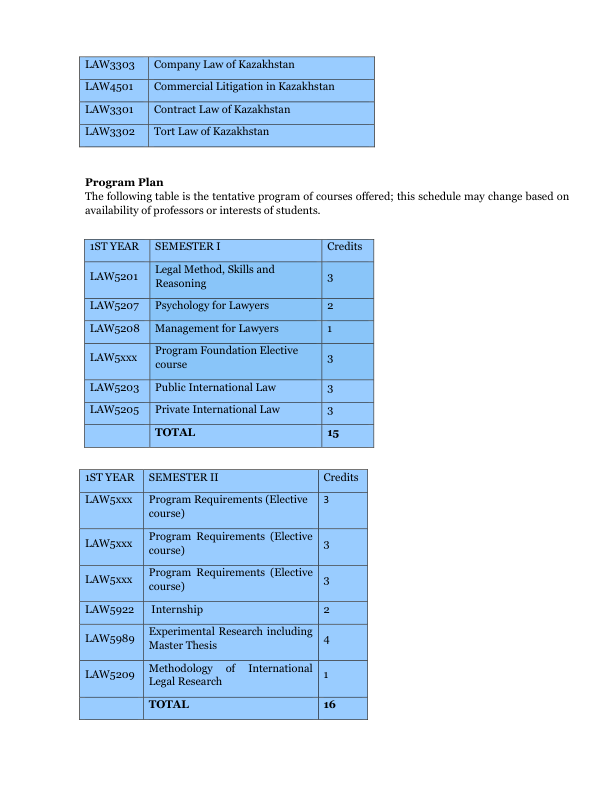 LAW3303 Company Law of Kazakhstan
LAW4501 Commercial Litigation in Kazakhstan
LAW3301 Contract Law of Kazakhstan
LAW3302 Tort Law of Kazakhstan
Program Plan
The following table is the tentative program of courses offered; this schedule may change based on
availability of professors or interests of students.
1ST YEAR SEMESTER I Credits
LAW5201 Legal Method, Skills and
Reasoning 3
LAW5207 Psychology for Lawyers 2
LAW5208 Management for Lawyers 1
LAW5xxx Program Foundation Elective
course 3
LAW5203 Public International Law 3
LAW5205 Private International Law 3
TOTAL 15
1ST YEAR SEMESTER II Credits
LAW5xxx Program Requirements (Elective 3
course)
LAW5xxx Program Requirements (Elective
course) 3
LAW5xxx Program Requirements (Elective
course) 3
LAW5922 Internship 2
LAW5989 Experimental Research including
Master Thesis 4
LAW5209 Methodology of International
Legal Research 1
TOTAL 16